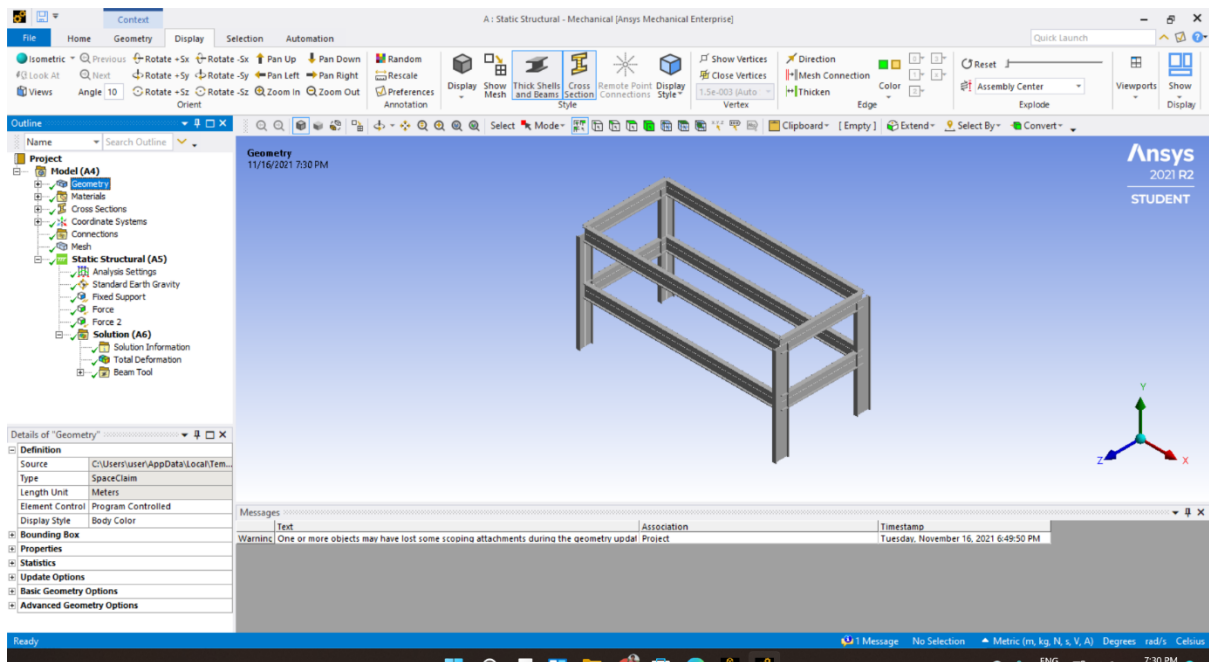 Context
A : Static Structural - Mechanical [Ansys Mechanical Enterprise]
File Home Geometry Display Selection Automation
Quick Launch
Isometric Previous Rotate +Sx Rotate -Sx Pan Up Pan Down Random
Look At Next Rotate +Sy Rotate -Sy Pan Left Pan Right Rescale
Views Angle 10 Rotate +Sz Rotate -Sz Zoom In Zoom Out Preferences
Orient
Annotation
Display
Show Mesh
Thick Shells and Beams
Cross Section
Remote Point Connections
Display Style
Style
Show Vertices
Close Vertices
1.5e-003 (Auto
Vertex
Direction
Mesh Connection
Thicken
Color
Edge
Reset
Assembly Center
Explode
Viewports
Show
Display
Outline
Select Mode Clipboard [ Empty ] Extend Select By Convert
Name Search Outline
Project
Model (A4)
Geometry
Materials
Cross Sections
Coordinate Systems
Connections
Mesh
Static Structural (A5)
Analysis Settings
Standard Earth Gravity
Fixed Support
Force
Force 2
Solution (A6)
Solution Information
Total Deformation
Beam Tool
Geometry
11/16/2021 7:30 PM
Ansys
2021 R2
STUDENT
Y
Z
X
Details of "Geometry"
Definition
Source C:\Users\user\AppData\Local\Tem...
Type SpaceClaim
Length Unit Meters
Element Control Program Controlled
Display Style Body Color
Bounding Box
Properties
Statistics
Update Options
Basic Geometry Options
Advanced Geometry Options
Messages
Text Association Timestamp
Warning One or more objects may have lost some scoping attachments during the geometry updat Project Tuesday, November 16, 2021 6:49:50 PM
Ready
1 Message No Selection Metric (m, kg, N, s, V, A) Degrees rad/s Celsius
ENG 7:30 PM